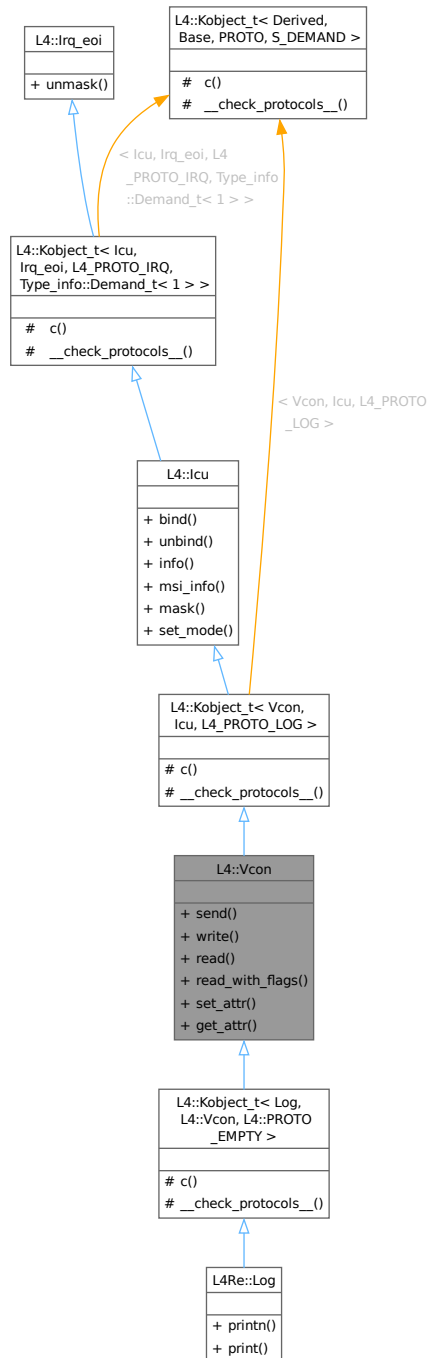 L4::Irq_eoi
+ unmask()
L4::Kobject_t< Derived,
Base, PROTO, S_DEMAND >
# c()
# __check_protocols__()
< Icu, Irq_eoi, L4
_PROTO_IRQ, Type_info
::Demand_t< 1 > >
L4::Kobject_t< Icu,
Irq_eoi, L4_PROTO_IRQ,
Type_info::Demand_t< 1 > >
# c()
# __check_protocols__()
< Vcon, Icu, L4_PROTO
_LOG >
L4::Icu
+ bind()
+ unbind()
+ info()
+ msi_info()
+ mask()
+ set_mode()
L4::Kobject_t< Vcon,
Icu, L4_PROTO_LOG >
# c()
# __check_protocols__()
L4::Vcon
+ send()
+ write()
+ read()
+ read_with_flags()
+ set_attr()
+ get_attr()
L4::Kobject_t< Log,
L4::Vcon, L4::PROTO
_EMPTY >
# c()
# __check_protocols__()
L4Re::Log
+ printn()
+ print()